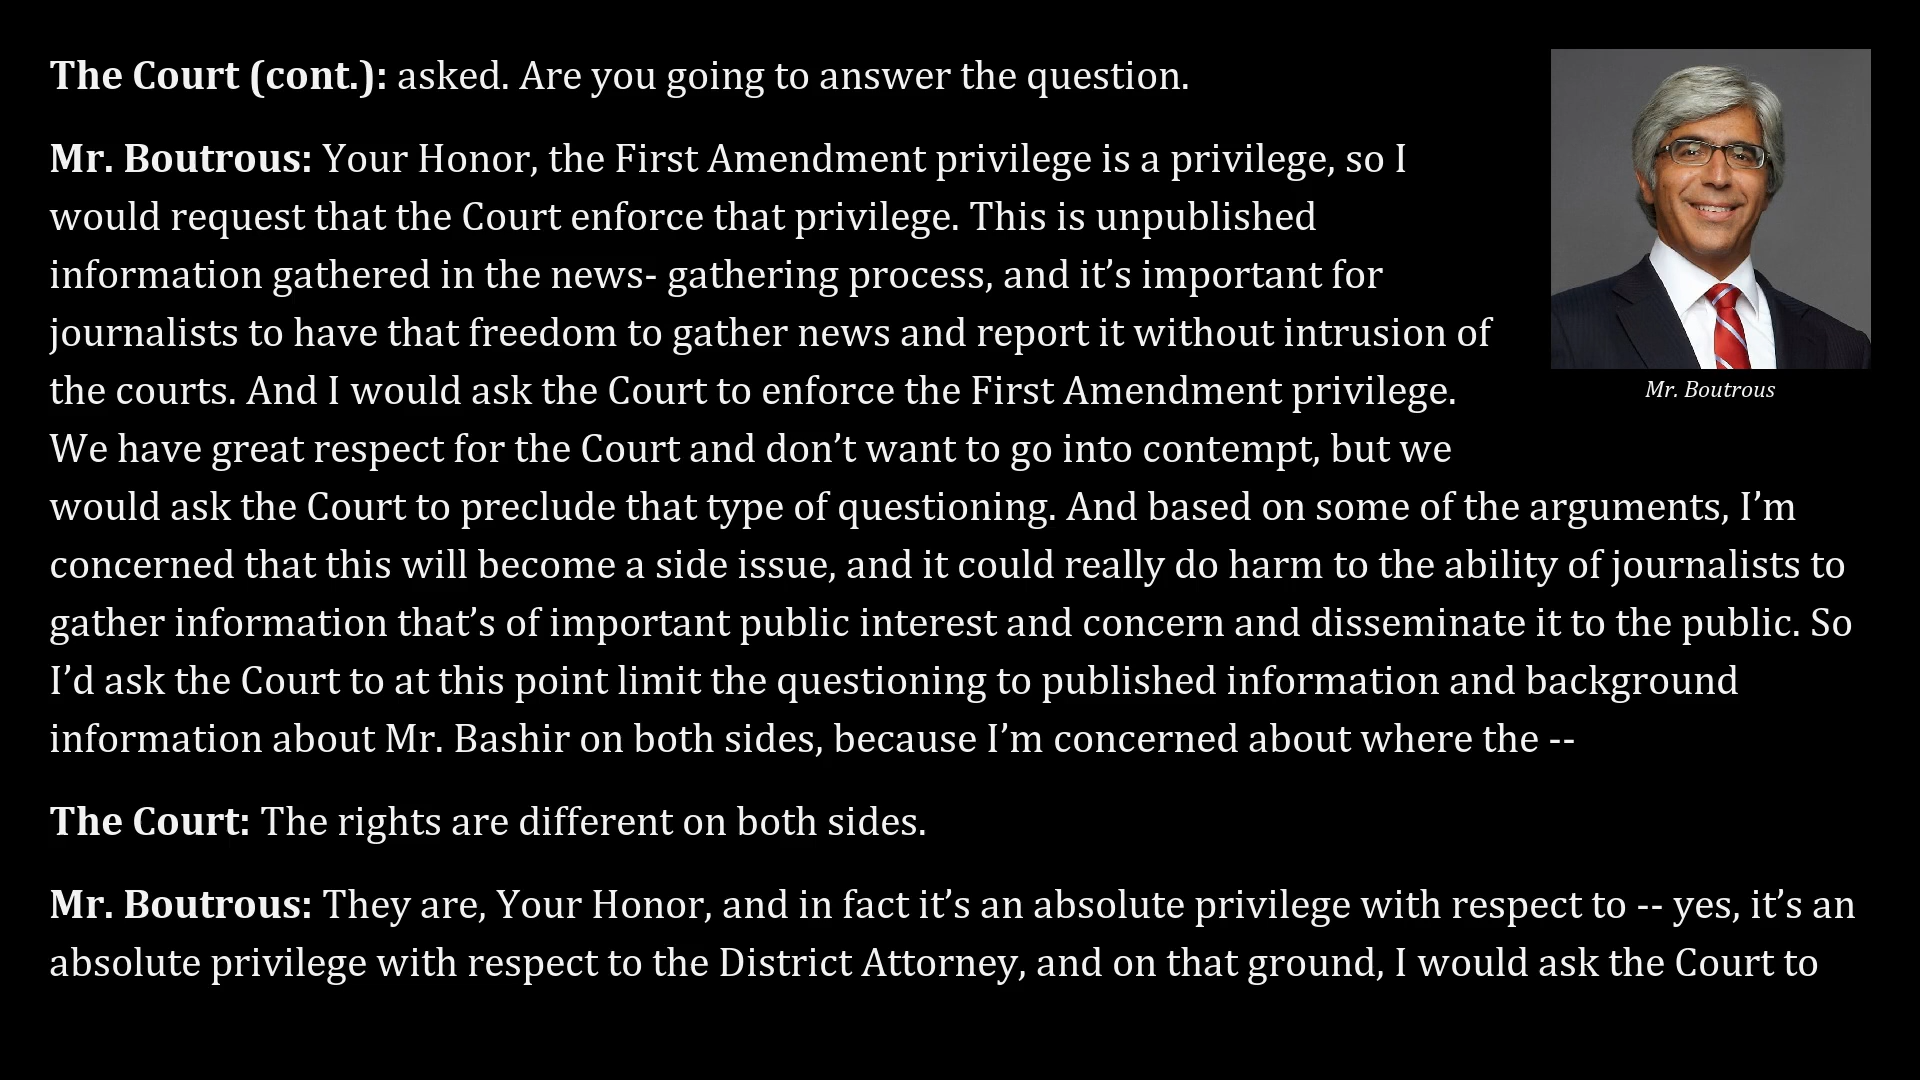 The Court (cont.): asked. Are you going to answer the question.
Mr. Boutrous: Your Honor, the First Amendment privilege is a privilege, so I
would request that the Court enforce that privilege. This is unpublished
information gathered in the news- gathering process, and it’s important for
journalists to have that freedom to gather news and report it without intrusion of
the courts. And I would ask the Court to enforce the First Amendment privilege.
We have great respect for the Court and don’t want to go into contempt, but we
would ask the Court to preclude that type of questioning. And based on some of the arguments, I’m
concerned that this will become a side issue, and it could really do harm to the ability of journalists to
gather information that’s of important public interest and concern and disseminate it to the public. So
I’d ask the Court to at this point limit the questioning to published information and background
information about Mr. Bashir on both sides, because I’m concerned about where the --
The Court: The rights are different on both sides.
Mr. Boutrous: They are, Your Honor, and in fact it’s an absolute privilege with respect to -- yes, it’s an
absolute privilege with respect to the District Attorney, and on that ground, I would ask the Court to
Mr. Boutrous